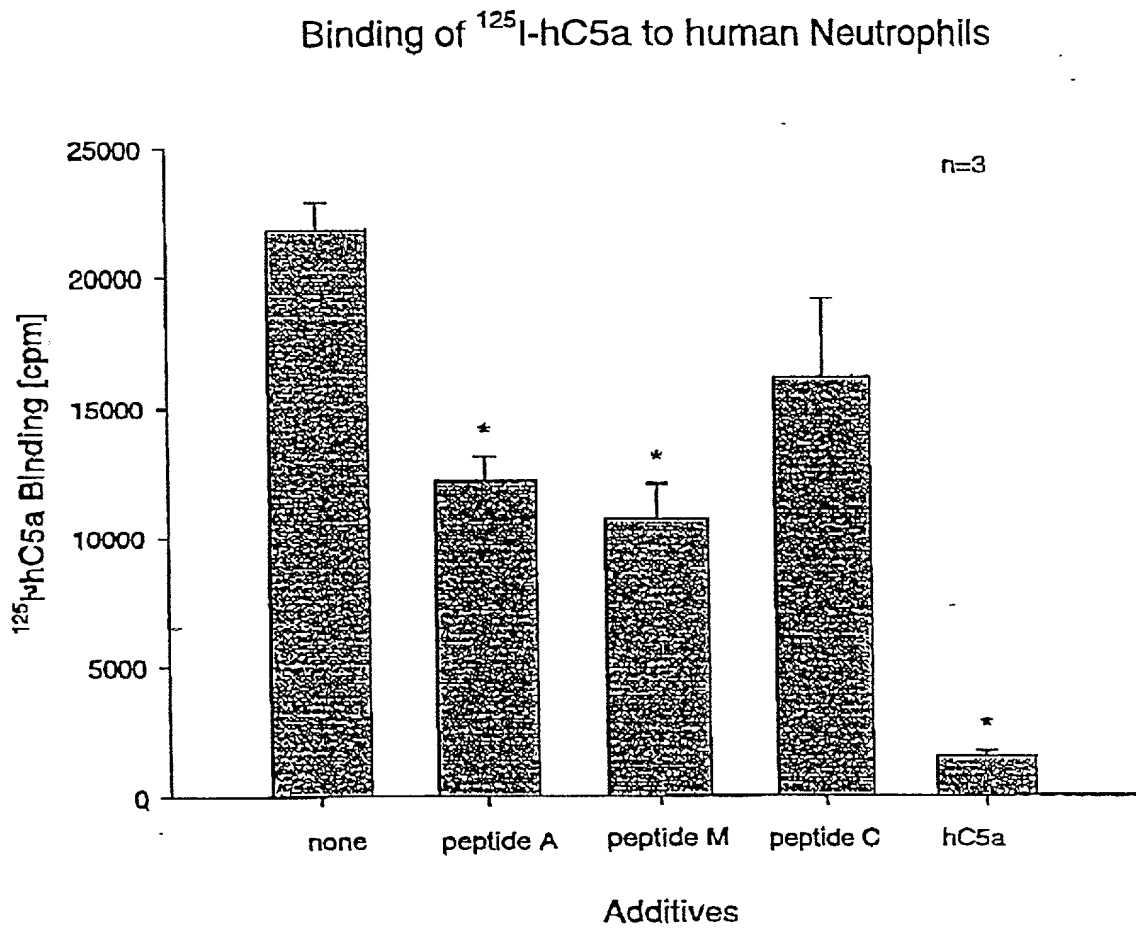 Binding of ¹²⁵I-hC5a to human Neutrophils
n=3
¹²⁵I-hC5a Binding [cpm]
25000
20000
15000
10000
5000
0
*
*
*
none
peptide A
peptide M
peptide C
hC5a
Additives